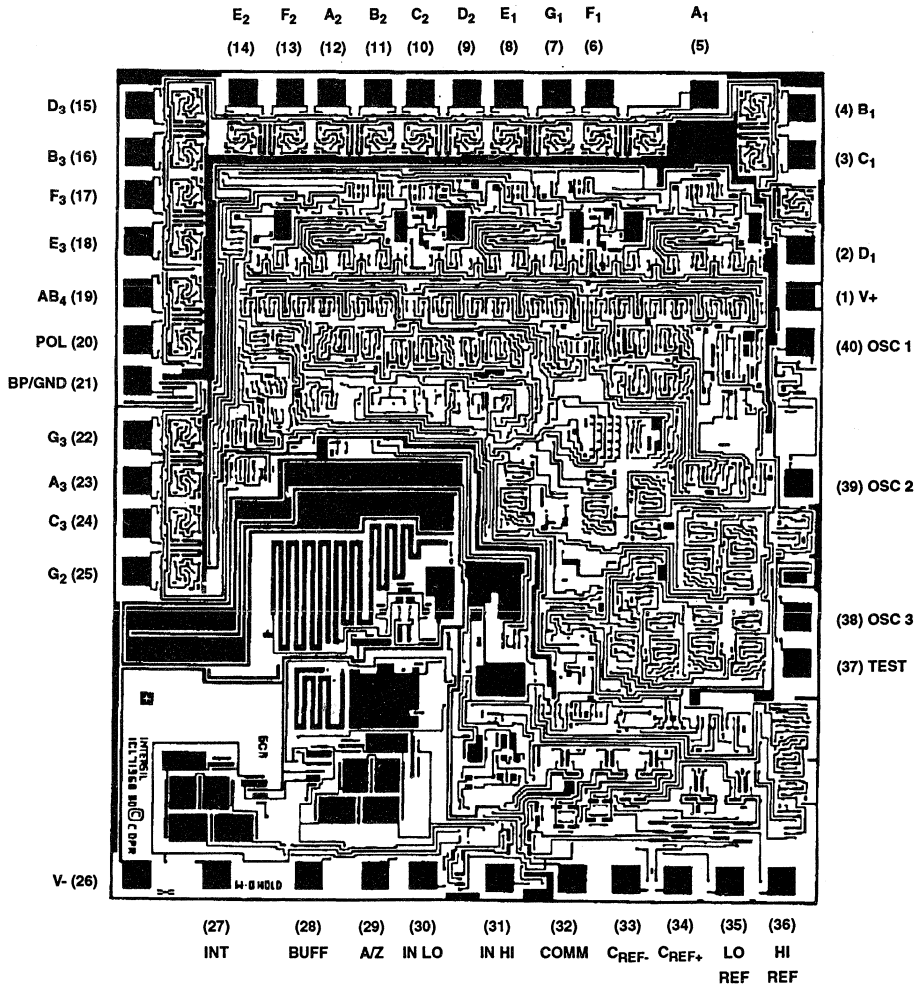 E2 F2 A2 B2 C2 D2 E1 G1 F1 A1
(14) (13) (12) (11) (10) (9) (8) (7) (6) (5)
D3 (15)
(4) B1
B3 (16)
(3) C1
F3 (17)
E3 (18)
(2) D1
AB4 (19)
(1) V+
POL (20)
(40) OSC 1
BP/GND (21)
G3 (22)
A3 (23)
(39) OSC 2
C3 (24)
G2 (25)
(38) OSC 3
(37) TEST
INTERSIL
V- (26)
(27) (28) (29) (30) (31) (32) (33) (34) (35) (36)
INT BUFF A/Z IN LO IN HI COMM CREF- CREF+ LO HI
REF REF